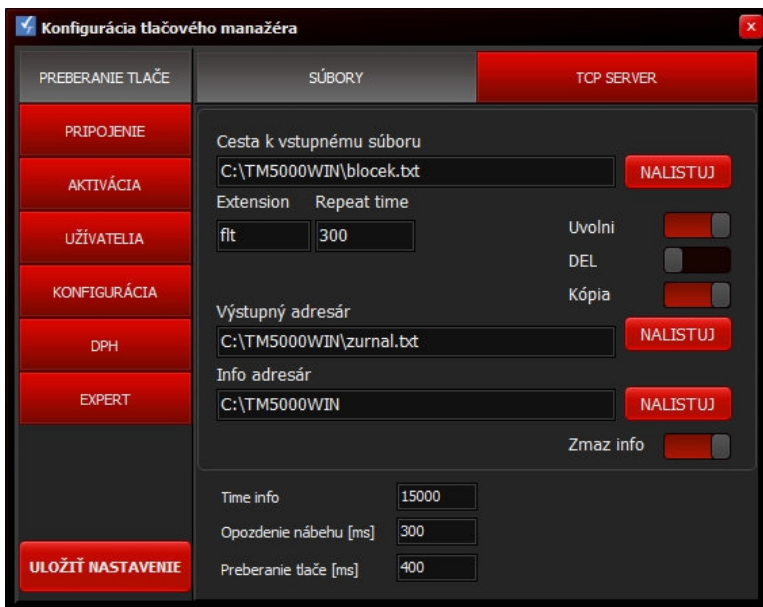 Konfigurácia tlačového manažéra
PREBERANIE TLAČE
SÚBORY
TCP SERVER
PRIPOJENIE
AKTIVÁCIA
UŽÍVATELIA
KONFIGURÁCIA
DPH
EXPERT
ULOŽIŤ NASTAVENIE
Cesta k vstupnému súboru
C:\TM5000WIN\blocek.txt
NALISTUJ
Extension Repeat time
flt 300
Uvolni
DEL
Kópia
Výstupný adresár
C:\TM5000WIN\zurnal.txt
NALISTUJ
Info adresár
C:\TM5000WIN
NALISTUJ
Zmaz info
Time info 15000
Opozdenie nábehu [ms] 300
Preberanie tlače [ms] 400